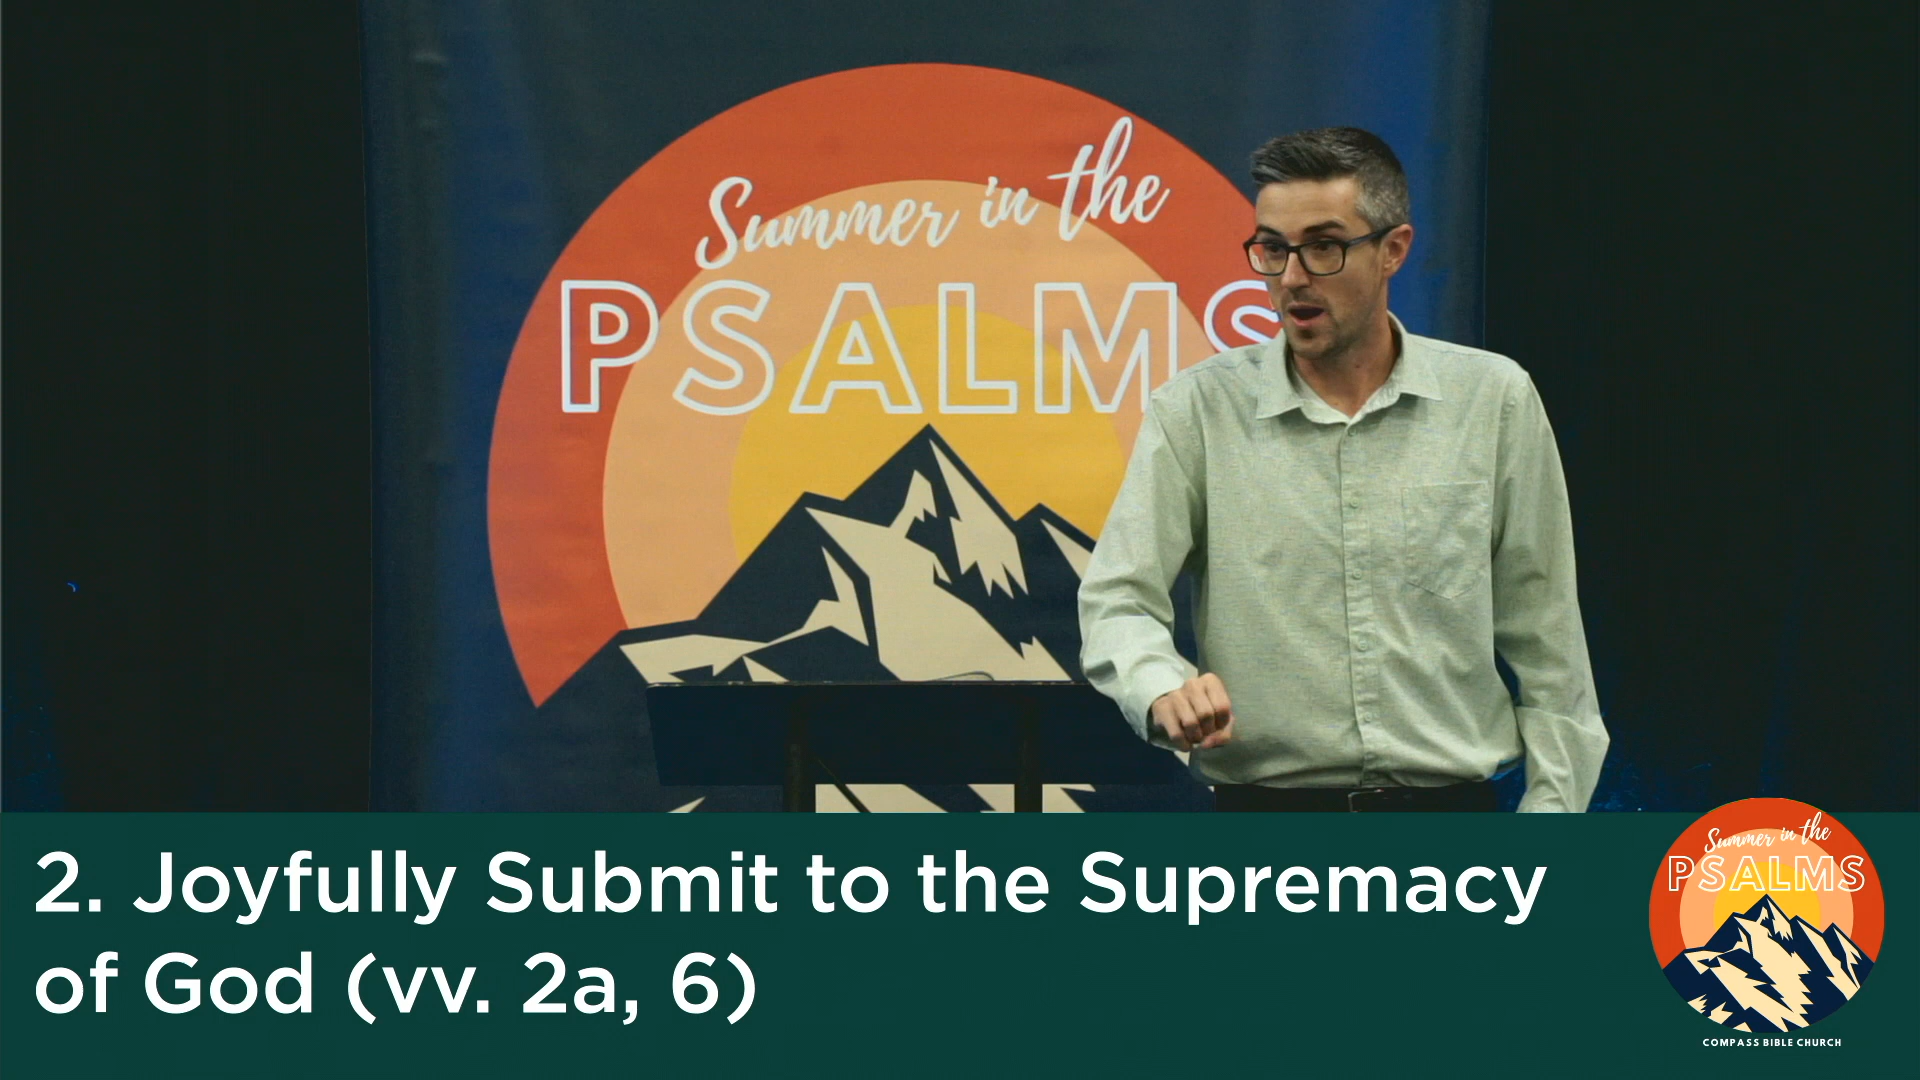 Summer in the
PSALMS
2. Joyfully Submit to the Supremacy
of God (vv. 2a, 6)
Summer in the
PSALMS
COMPASS BIBLE CHURCH